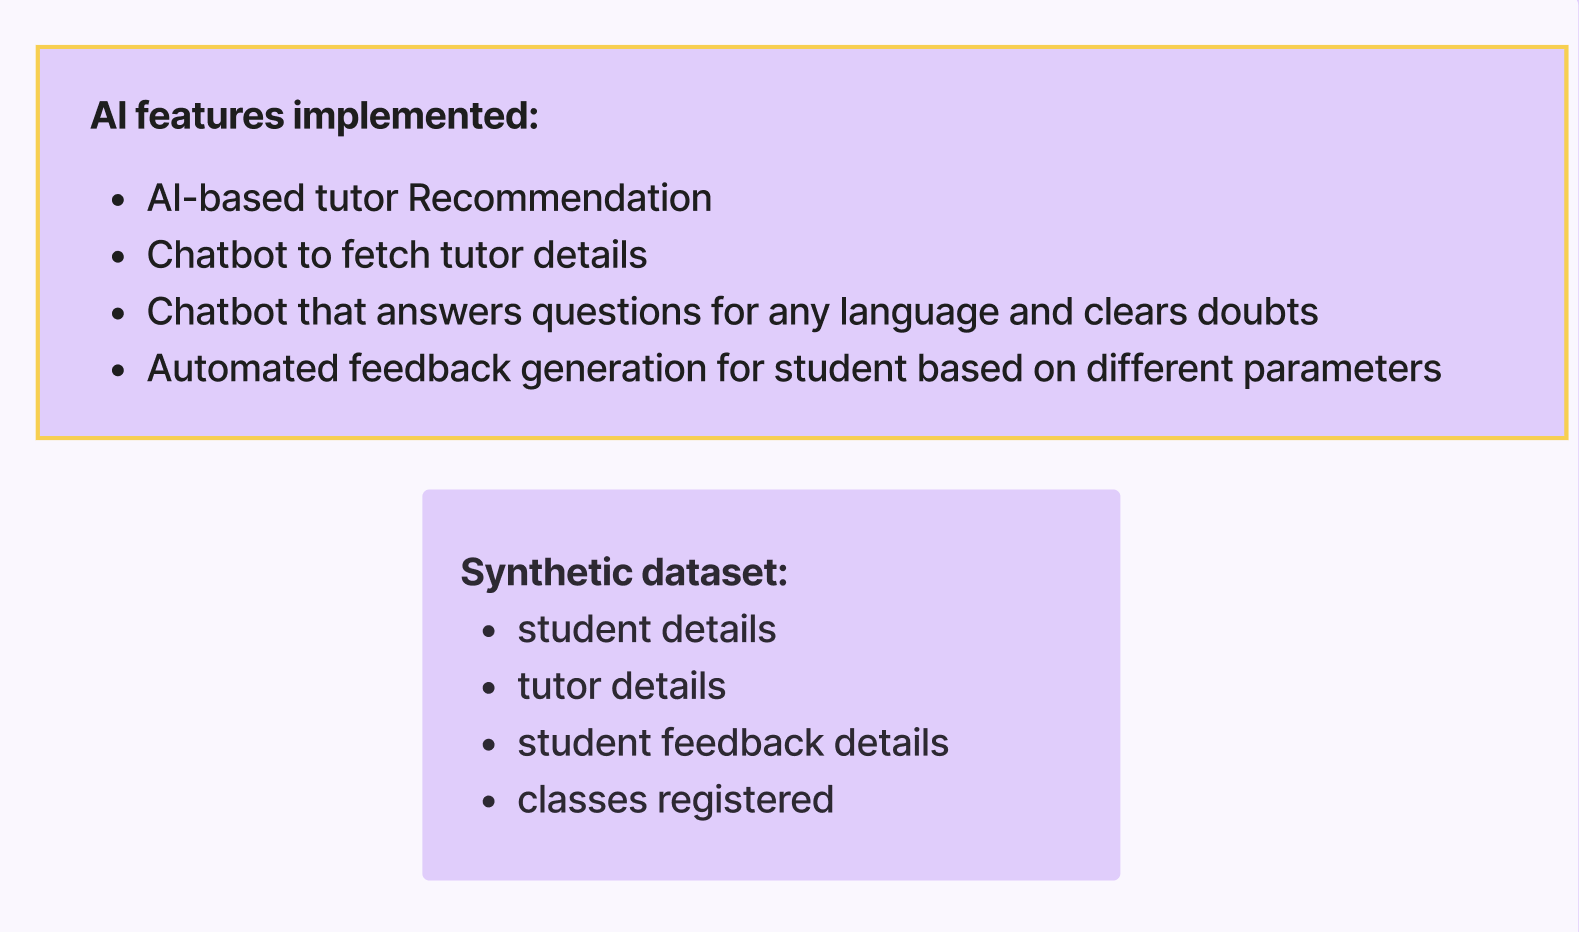 AI features implemented:
• AI-based tutor Recommendation
• Chatbot to fetch tutor details
• Chatbot that answers questions for any language and clears doubts
• Automated feedback generation for student based on different parameters
Synthetic dataset:
• student details
• tutor details
• student feedback details
• classes registered